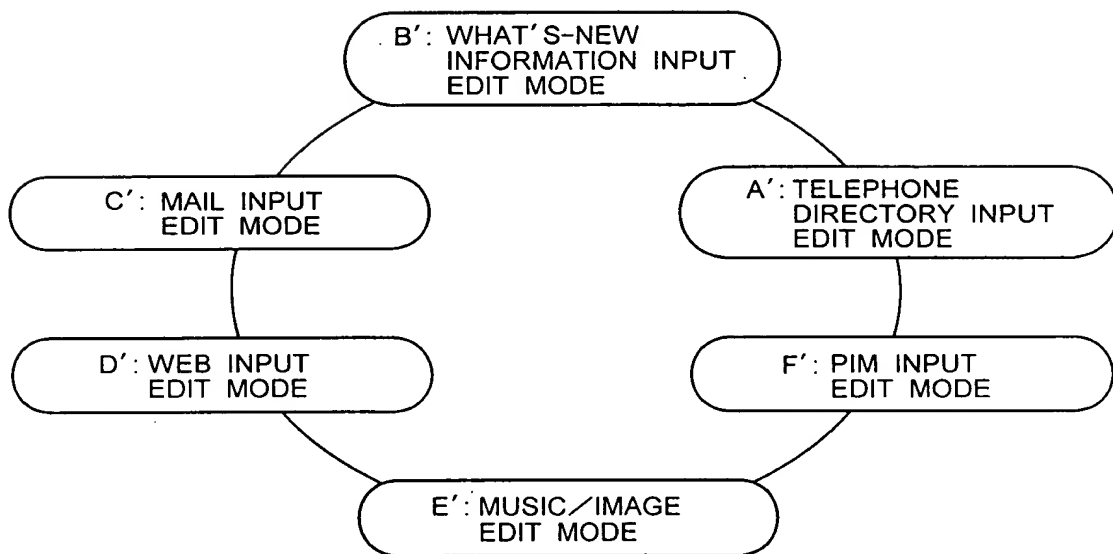 B′: WHAT′S-NEW
INFORMATION INPUT
EDIT MODE
C′: MAIL INPUT
EDIT MODE
A′: TELEPHONE
DIRECTORY INPUT
EDIT MODE
D′: WEB INPUT
EDIT MODE
F′: PIM INPUT
EDIT MODE
E′: MUSIC/IMAGE
EDIT MODE